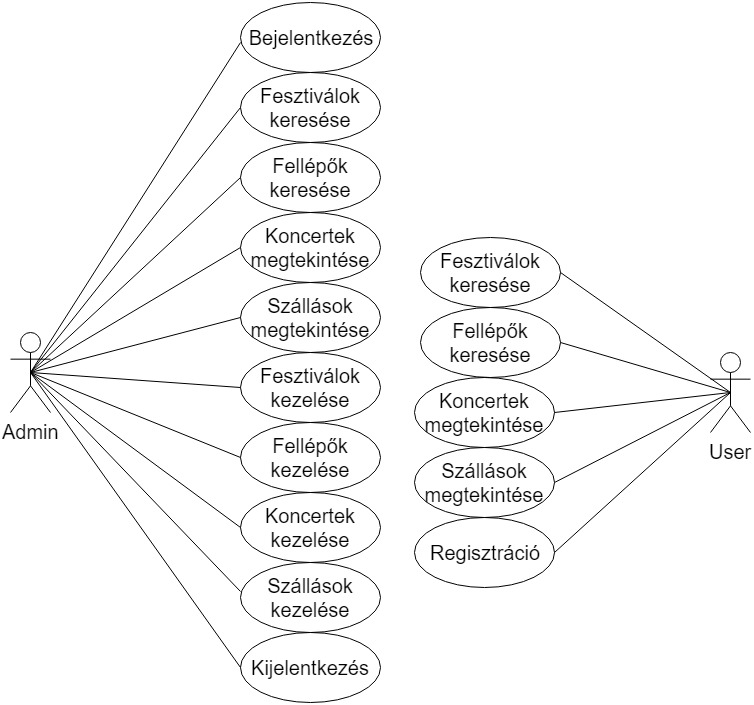 Bejelentkezés
Fesztiválok
keresése
Fellépők
keresése
Koncertek
megtekintése
Szállások
megtekintése
Fesztiválok
kezelése
Fellépők
kezelése
Koncertek
kezelése
Szállások
kezelése
Kijelentkezés
Admin
Fesztiválok
keresése
Fellépők
keresése
Koncertek
megtekintése
Szállások
megtekintése
Regisztráció
User